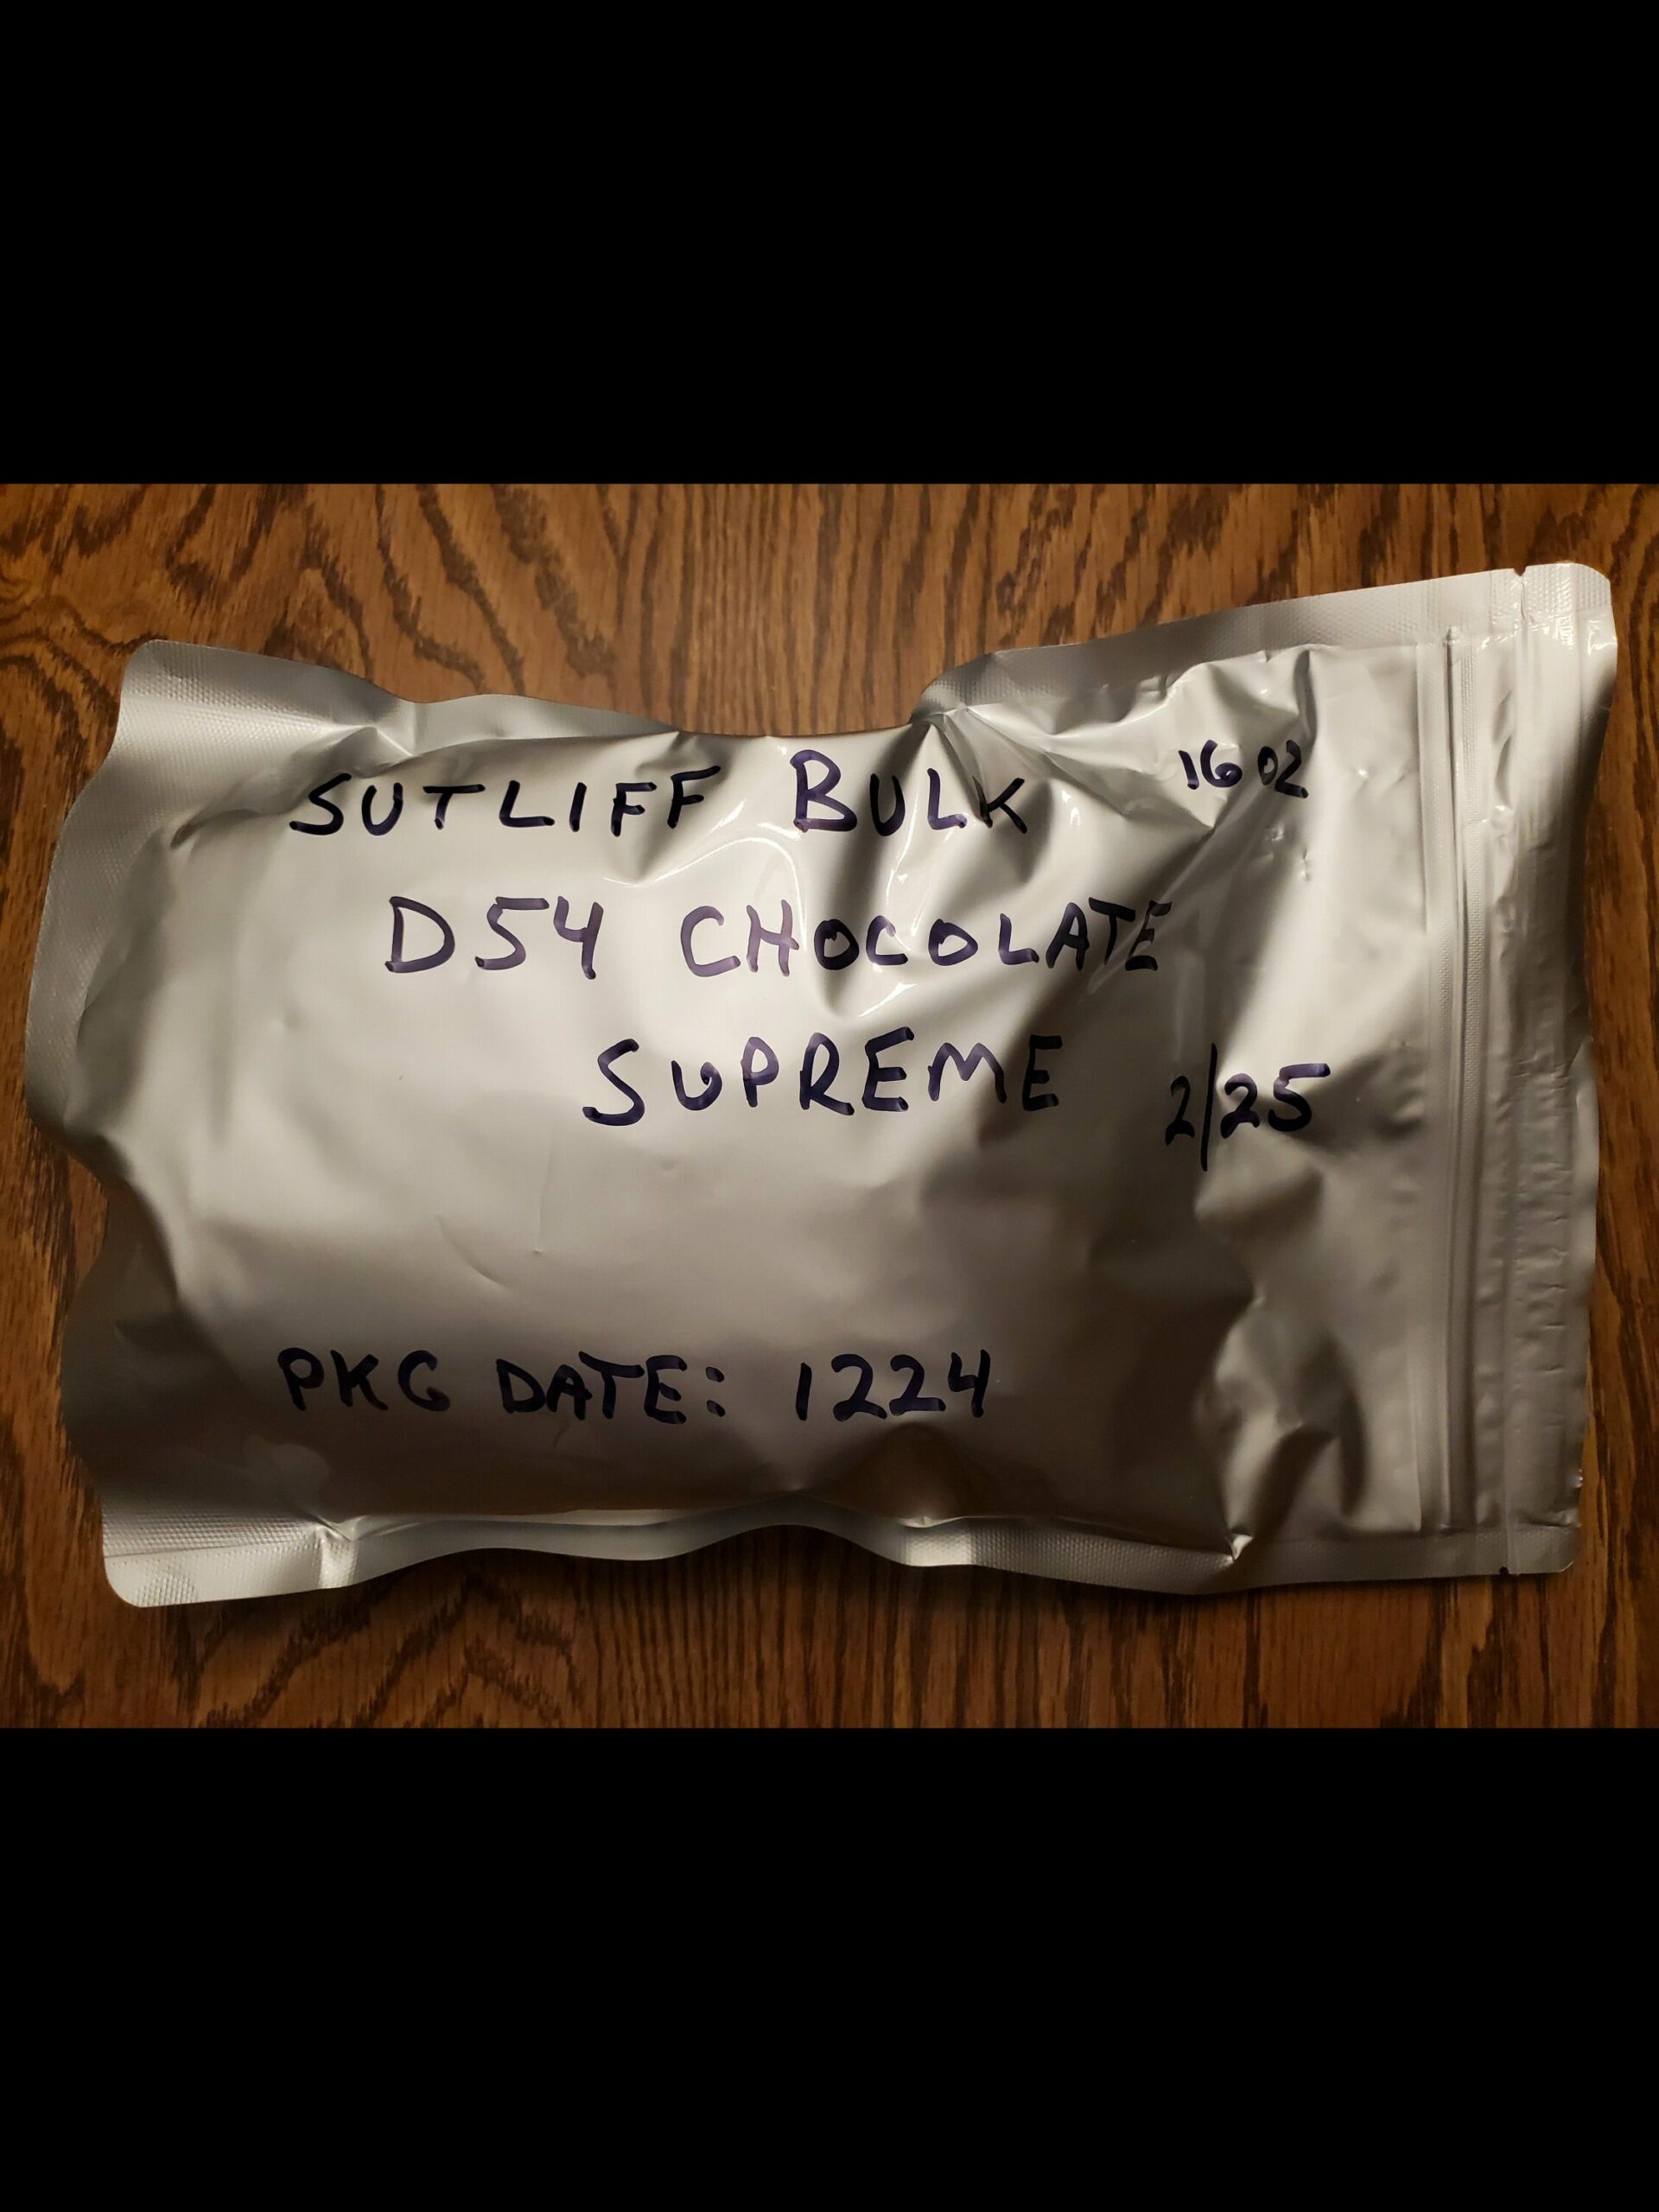 SUTLIFF BULK 16 OZ
D54 CHOCOLATE
SUPREME 2/25
PKG DATE: 1224